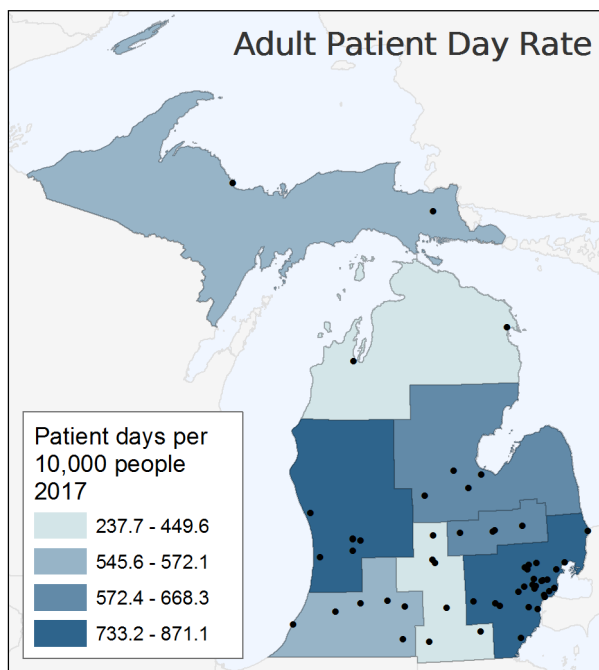 Adult Patient Day Rate
Patient days per
10,000 people
2017
237.7 - 449.6
545.6 - 572.1
572.4 - 668.3
733.2 - 871.1